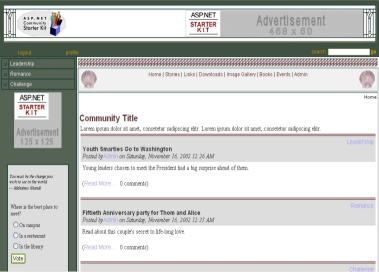 ASP.NET
Community
Starter Kit
ASP.NET
STARTER
KIT
Advertisement
468 x 60
logout
profile
search
go
Leadership
Romance
Challenge
Home | Stories | Links | Downloads | Image Gallery | Books | Events | Admin
Home
ASP.NET
STARTER
KIT
Advertisement
125 x 125
You must be the change you
wish to see in the world.
-- Mahatma Ghandi
Where is the best place to
meet?
On campus
In a restaurant
In the library
Vote
Community Title
Lorem ipsum dolor sit amet, consetetur sadipscing elitr. Lorem ipsum dolor sit amet, consetetur sadipscing elitr.
Leadership
Youth Smarties Go to Washington
Posted by Admin on Saturday, November 16, 2002 12:26 AM
Young leaders chosen to meet the President had a big surprise ahead of them.
(Read More... 0 comments)
Romance
Fiftieth Anniversary party for Thom and Alice
Posted by Admin on Saturday, November 16, 2002 12:23 AM
Read about this couple's secret to life-long love.
(Read More... 0 comments)
Challenge